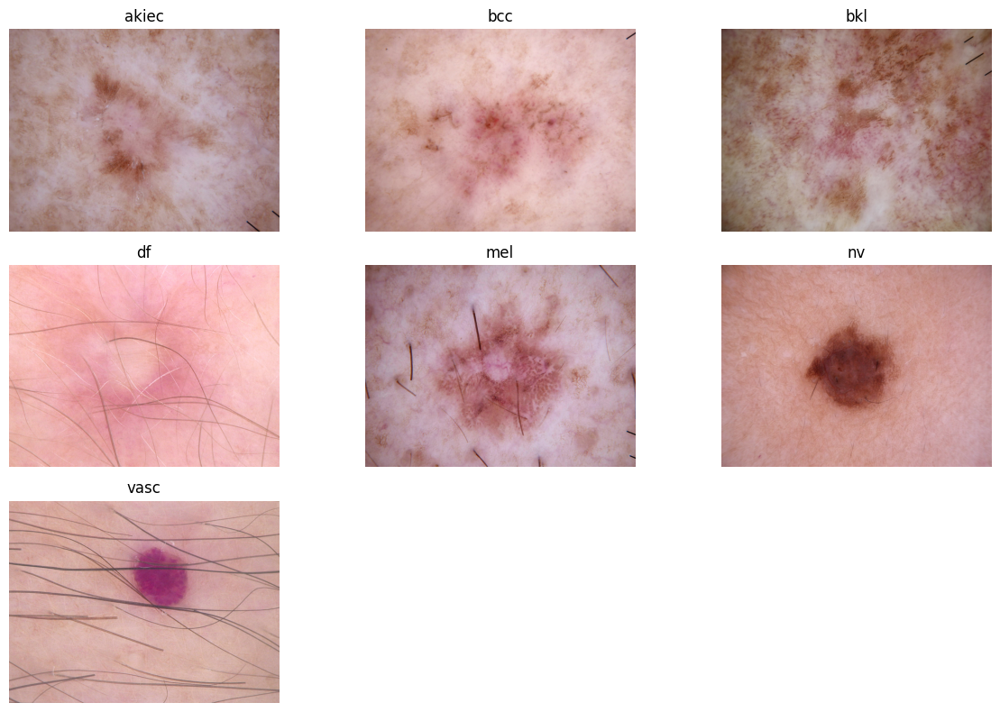 akiec
bcc
bkl
df
mel
nv
vasc